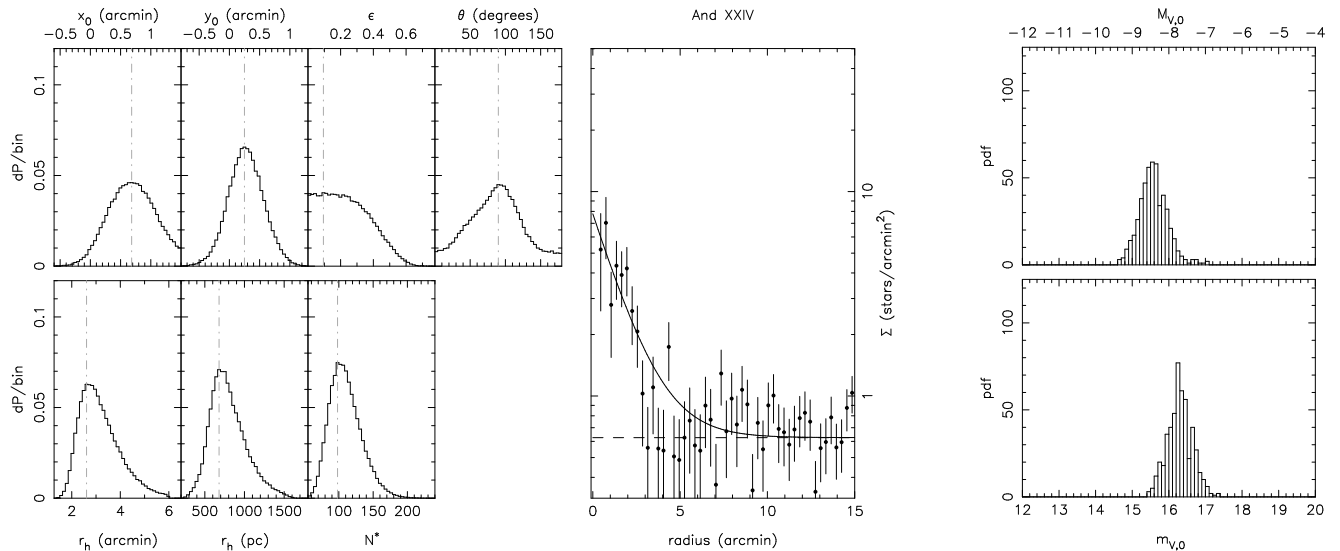 x₀ (arcmin) y₀ (arcmin) ϵ θ (degrees) And XXIV M_V,0
−0.5 0 0.5 1 −0.5 0 0.5 1 0.2 0.4 0.6 50 100 150 −12 −11 −10 −9 −8 −7 −6 −5 −4
dP/bin
0.1
0.05
0
dP/bin
0.1
0.05
0
2 4 6 500 1000 1500 100 200
r_h (arcmin) r_h (pc) N*
10
1
Σ (stars/arcmin²)
0 5 10 15
radius (arcmin)
pdf
100
50
0
pdf
100
50
0
12 13 14 15 16 17 18 19 20
m_V,0